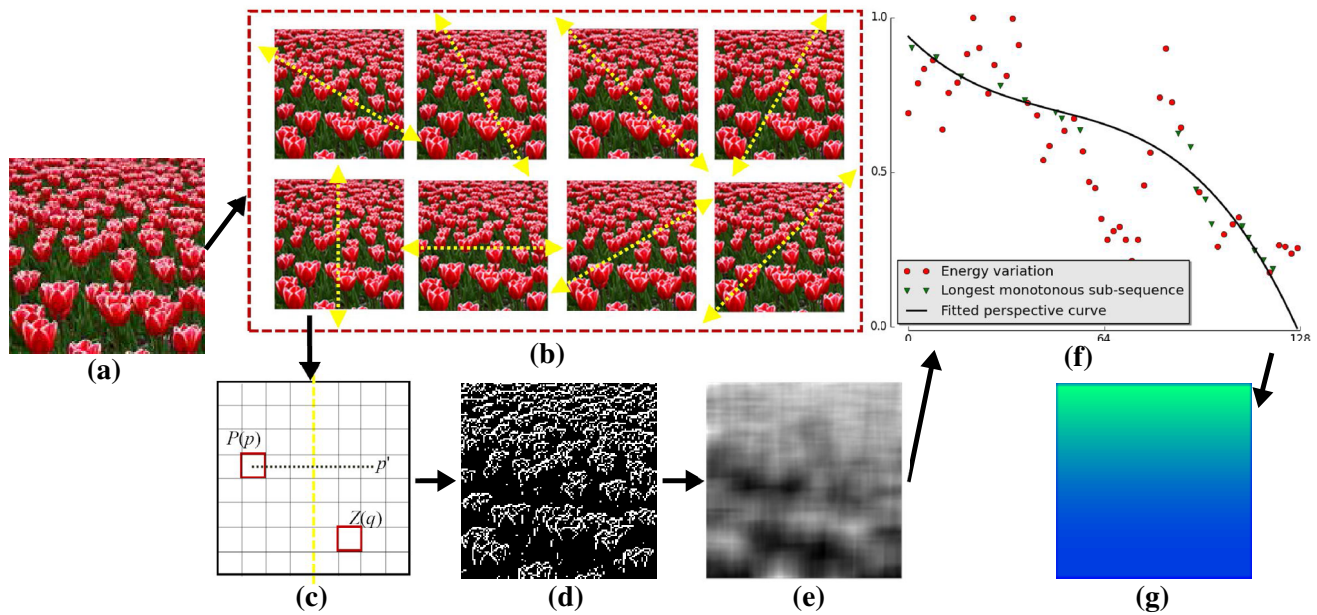 1.0
0.5
0.0
Energy variation
Longest monotonous sub-sequence
Fitted perspective curve
0
64
128
(a)
(b)
(f)
P(p)
p'
Z(q)
(c)
(d)
(e)
(g)